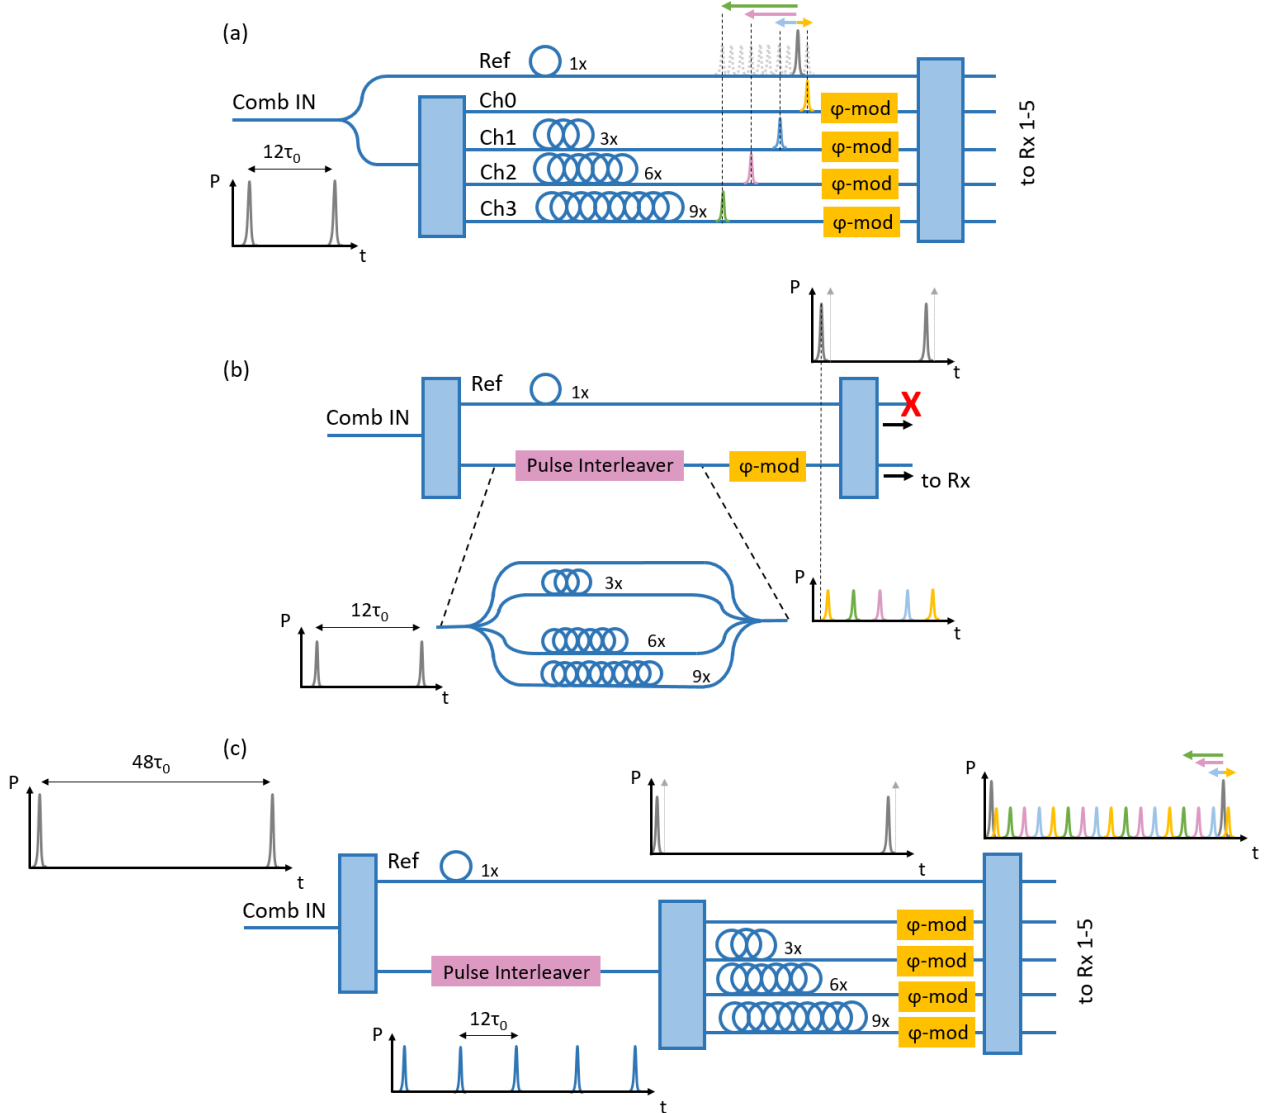 (a)
Ref
1x
Comb IN
Ch0
φ-mod
Ch1
3x
φ-mod
12τ0
Ch2
6x
φ-mod
P
Ch3
9x
φ-mod
t
to Rx 1-5
P
t
(b)
Ref
1x
Comb IN
X
Pulse Interleaver
φ-mod
to Rx
3x
P
t
12τ0
P
6x
9x
t
(c)
48τ0
P
t
P
t
P
t
Ref
1x
Comb IN
φ-mod
3x
φ-mod
Pulse Interleaver
6x
φ-mod
9x
φ-mod
to Rx 1-5
12τ0
P
t